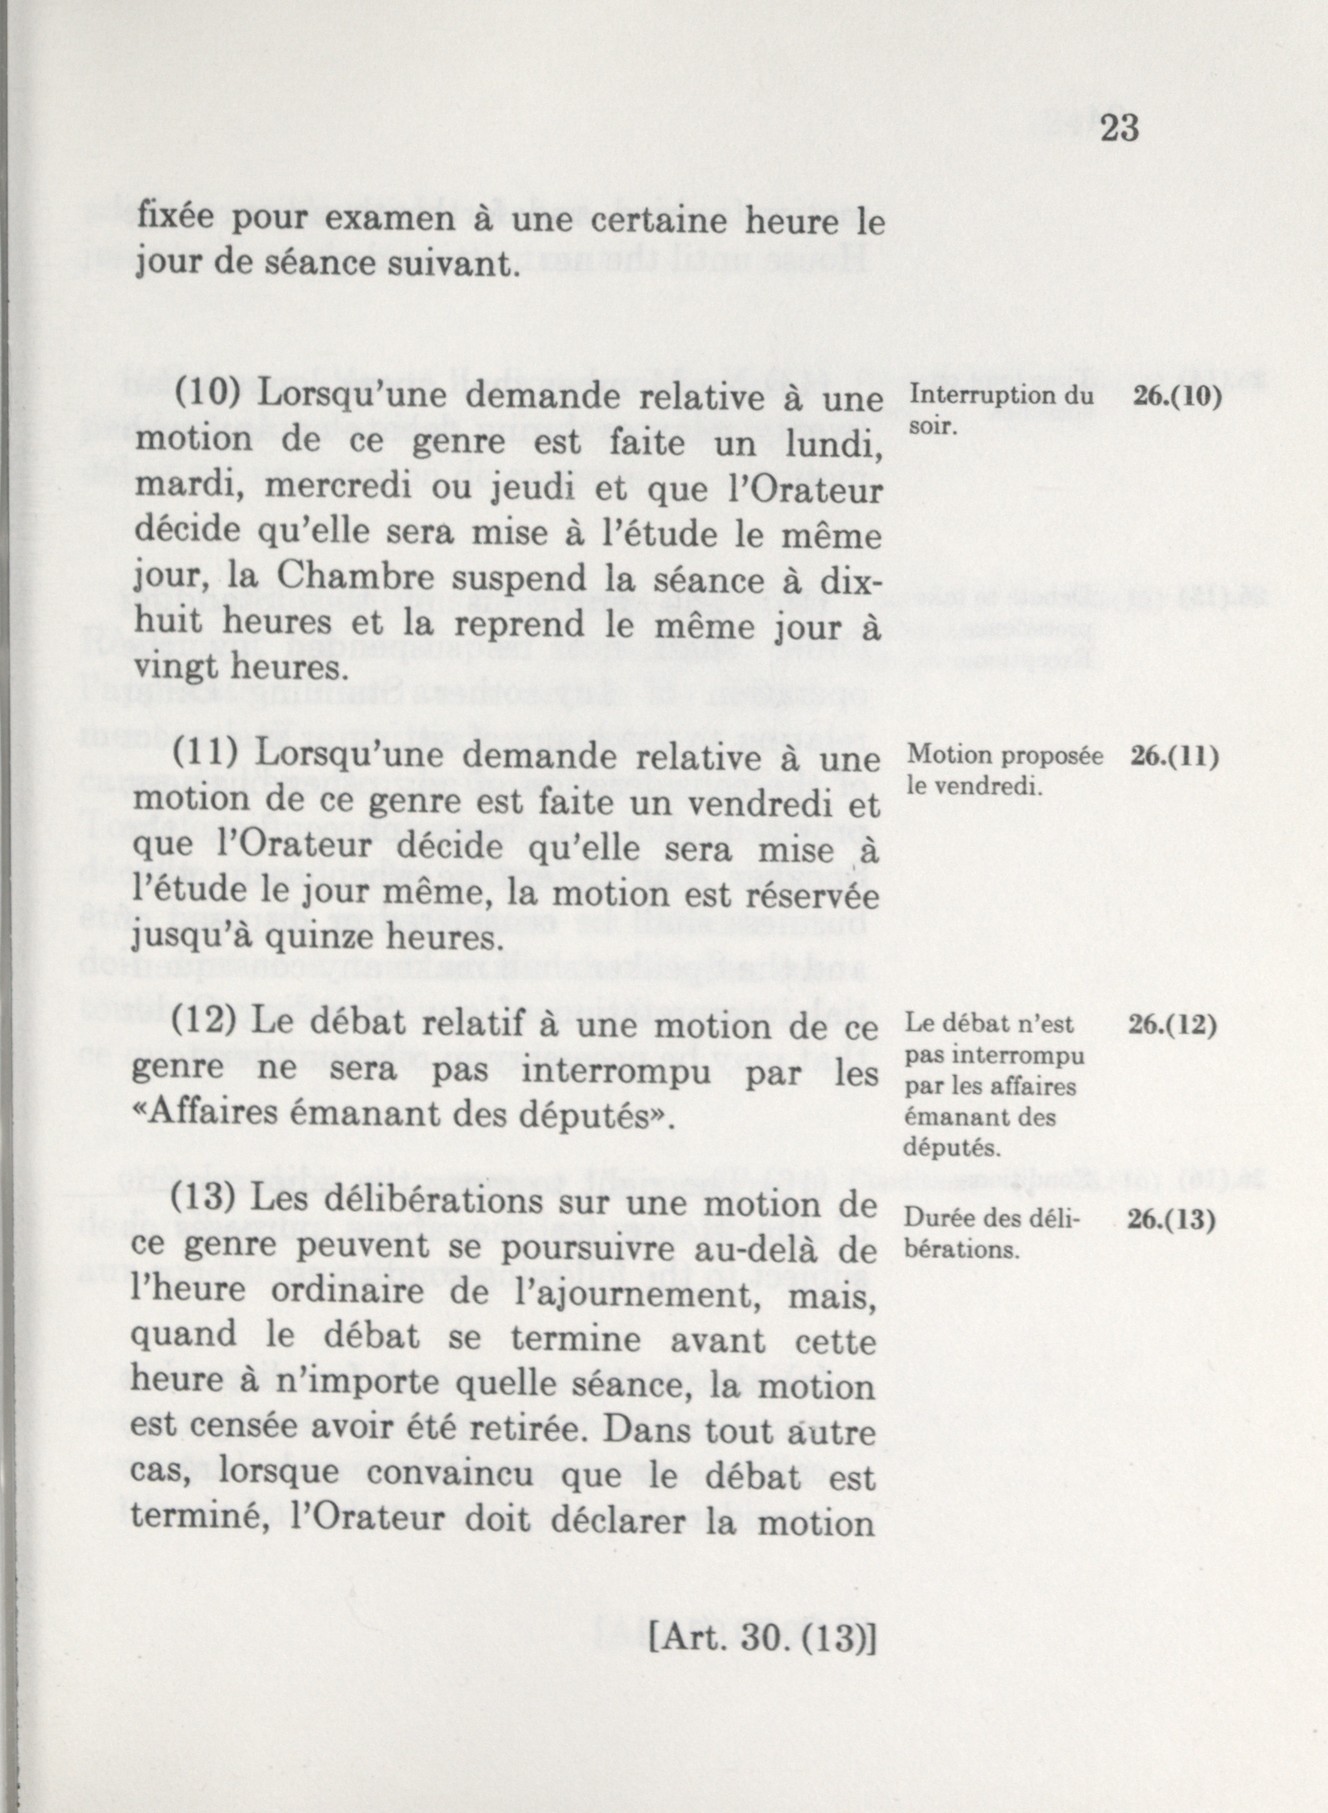 23
fixée pour examen à une certaine heure le
jour de séance suivant.
(10) Lorsqu'une demande relative à une
motion de ce genre est faite un lundi,
mardi, mercredi ou jeudi et que l'Orateur
décide qu'elle sera mise à l'étude le même
jour, la Chambre suspend la séance à dix-
huit heures et la reprend le même jour à
vingt heures.
Interruption du
soir.
26.(10)
(11) Lorsqu'une demande relative à une
motion de ce genre est faite un vendredi et
que l'Orateur décide qu'elle sera mise à
l'étude le jour même, la motion est réservée
jusqu'à quinze heures.
Motion proposée
le vendredi.
26.(11)
(12) Le débat relatif à une motion de ce
genre ne sera pas interrompu par les
«Affaires émanant des députés».
Le débat n'est
pas interrompu
par les affaires
émanant des
députés.
26.(12)
(13) Les délibérations sur une motion de
ce genre peuvent se poursuivre au-delà de
l'heure ordinaire de l'ajournement, mais,
quand le débat se termine avant cette
heure à n'importe quelle séance, la motion
est censée avoir été retirée. Dans tout autre
cas, lorsque convaincu que le débat est
terminé, l'Orateur doit déclarer la motion
Durée des déli-
bérations.
26.(13)
[Art. 30. (13)]